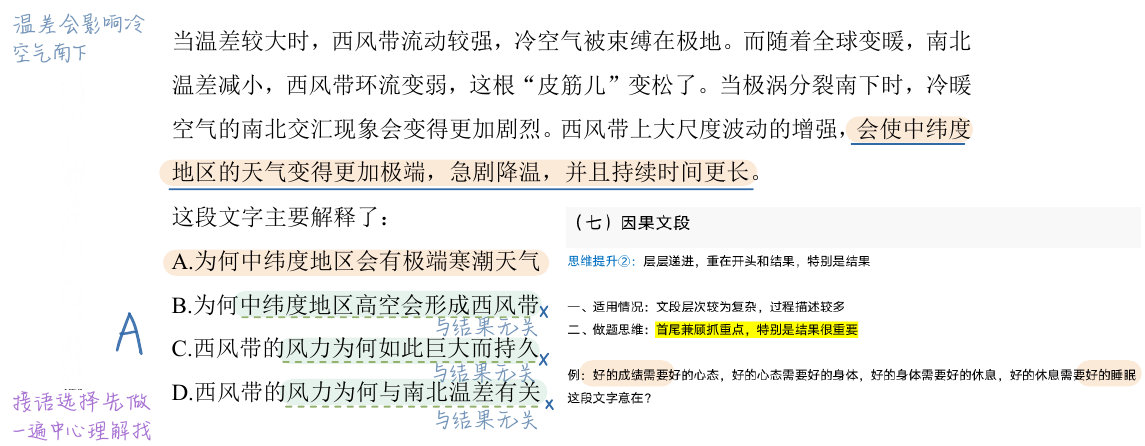 温差会影响冷
空气南下
当温差较大时，西风带流动较强，冷空气被束缚在极地。而随着全球变暖，南北
温差减小，西风带环流变弱，这根“皮筋儿”变松了。当极涡分裂南下时，冷暖
空气的南北交汇现象会变得更加剧烈。西风带上大尺度波动的增强，会使中纬度
地区的天气变得更加极端，急剧降温，并且持续时间更长。
这段文字主要解释了：
A.为何中纬度地区会有极端寒潮天气
B.为何中纬度地区高空会形成西风带x
与结果无关
C.西风带的风力为何如此巨大而持久x
与结果无关
D.西风带的风力为何与南北温差有关x
与结果无关
A
接语选择先做
一遍中心理解找
（七）因果文段
思维提升②：层层递进，重在开头和结果，特别是结果
一、适用情况：文段层次较为复杂，过程描述较多
二、做题思维：首尾兼顾抓重点，特别是结果很重要
例：好的成绩需要好的心态，好的心态需要好的身体，好的身体需要好的休息，好的休息需要好的睡眠
这段文字意在？